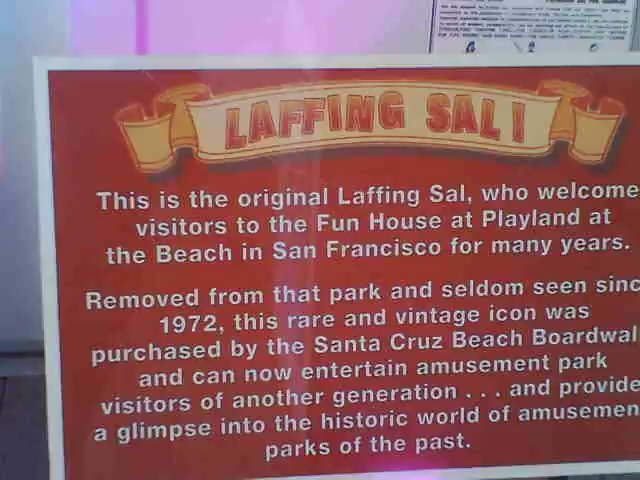 LAFFING SAL!
This is the original Laffing Sal, who welcome
visitors to the Fun House at Playland at
the Beach in San Francisco for many years.
Removed from that park and seldom seen sinc
1972, this rare and vintage icon was
purchased by the Santa Cruz Beach Boardwal
and can now entertain amusement park
visitors of another generation . . . and provide
a glimpse into the historic world of amusemen
parks of the past.